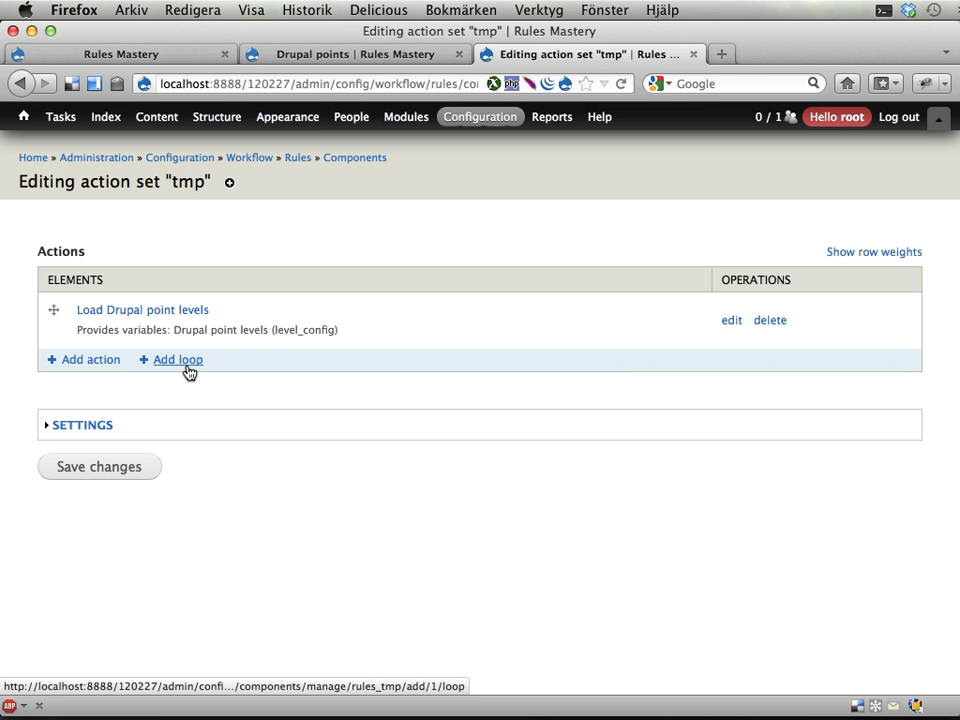 Firefox Arkiv Redigera Visa Historik Delicious Bokmärken Verktyg Fönster Hjälp
Editing action set "tmp" | Rules Mastery
Rules Mastery
Drupal points | Rules Mastery
Editing action set "tmp" | Rules ...
localhost:8888/120227/admin/config/workflow/rules/co
php
Google
Tasks Index Content Structure Appearance People Modules Configuration Reports Help
0 / 1
Hello root
Log out
Home » Administration » Configuration » Workflow » Rules » Components
Editing action set "tmp"
Actions
Show row weights
ELEMENTS
OPERATIONS
Load Drupal point levels
Provides variables: Drupal point levels (level_config)
edit delete
Add action
Add loop
SETTINGS
Save changes
http://localhost:8888/120227/admin/confi.../components/manage/rules_tmp/add/1/loop
ABP